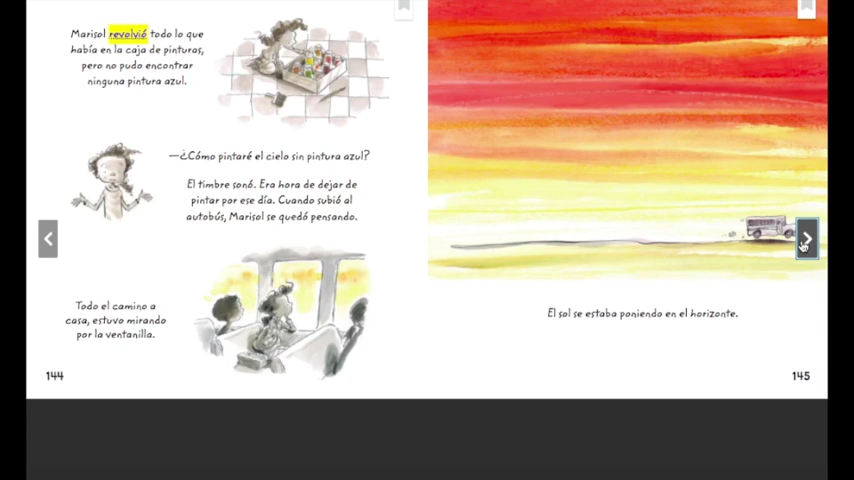 Marisol revolvió todo lo que
había en la caja de pinturas,
pero no pudo encontrar
ninguna pintura azul.
—¿Cómo pintaré el cielo sin pintura azul?
El timbre sonó. Era hora de dejar de
pintar por ese día. Cuando subió al
autobús, Marisol se quedó pensando.
Todo el camino a
casa, estuvo mirando
por la ventanilla.
144
El sol se estaba poniendo en el horizonte.
145